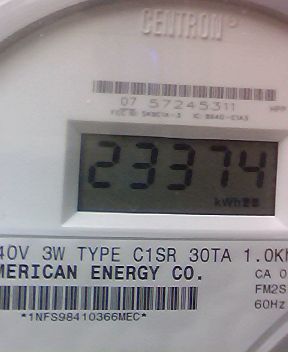 CENTRON®
07 57245311
23374
kWh
40V 3W TYPE C1SR 30TA 1.0Kh
MERICAN ENERGY CO.
CA 0
FM2S
60Hz
*1NFS98410366MEC*